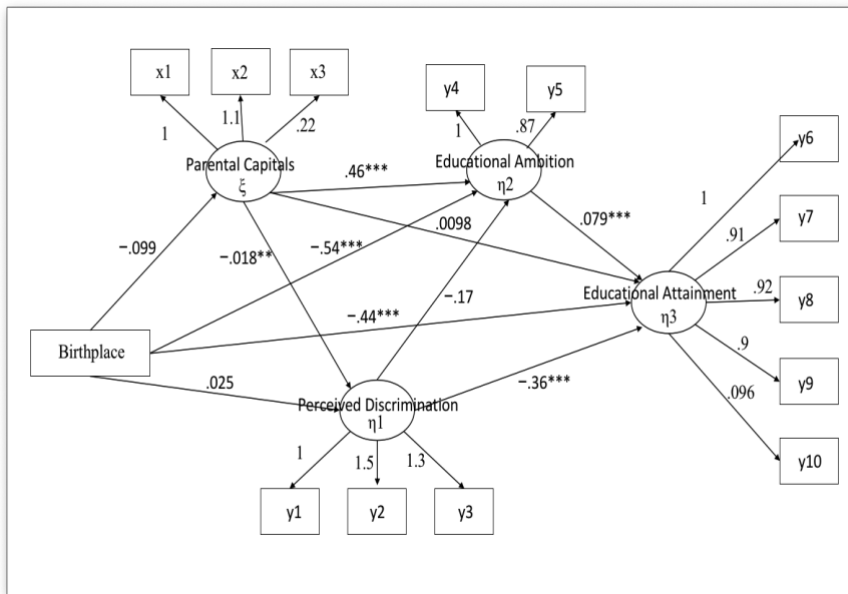 x1
x2
x3
y4
y5
1
1.1
.22
1
.87
y6
Parental Capitals
ξ
Educational Ambition
η2
.46***
1
y7
.0098
.079***
.91
−.099
−.018**
−.54***
Educational Attainment
η3
.92
y8
−.17
−.44***
Birthplace
.9
y9
.025
−.36***
.096
Perceived Discrimination
η1
1
1.5
1.3
y10
y1
y2
y3